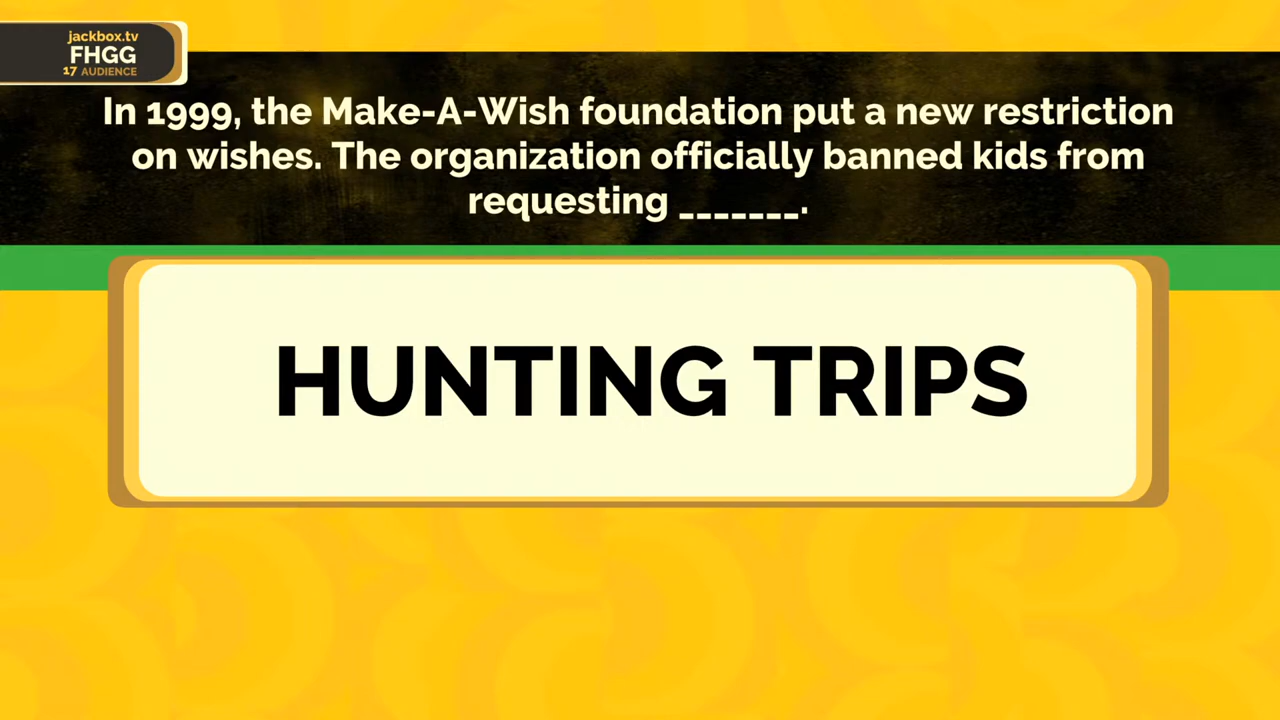 jackbox.tv
FHGG
17 AUDIENCE
In 1999, the Make-A-Wish foundation put a new restriction
on wishes. The organization officially banned kids from
requesting _______.
HUNTING TRIPS